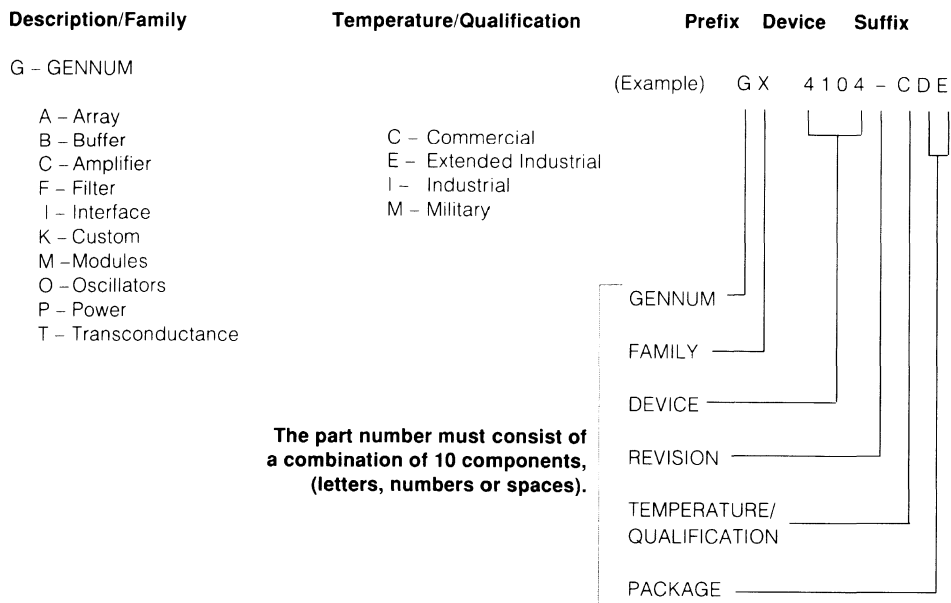 Description/Family
G – GENNUM
A – Array
B – Buffer
C – Amplifier
F – Filter
I – Interface
K – Custom
M –Modules
O –Oscillators
P – Power
T – Transconductance
Temperature/Qualification
C – Commercial
E – Extended Industrial
I – Industrial
M – Military
The part number must consist of
a combination of 10 components,
(letters, numbers or spaces).
Prefix Device Suffix
(Example) G X 4 1 0 4 – C D E
GENNUM
FAMILY
DEVICE
REVISION
TEMPERATURE/
QUALIFICATION
PACKAGE